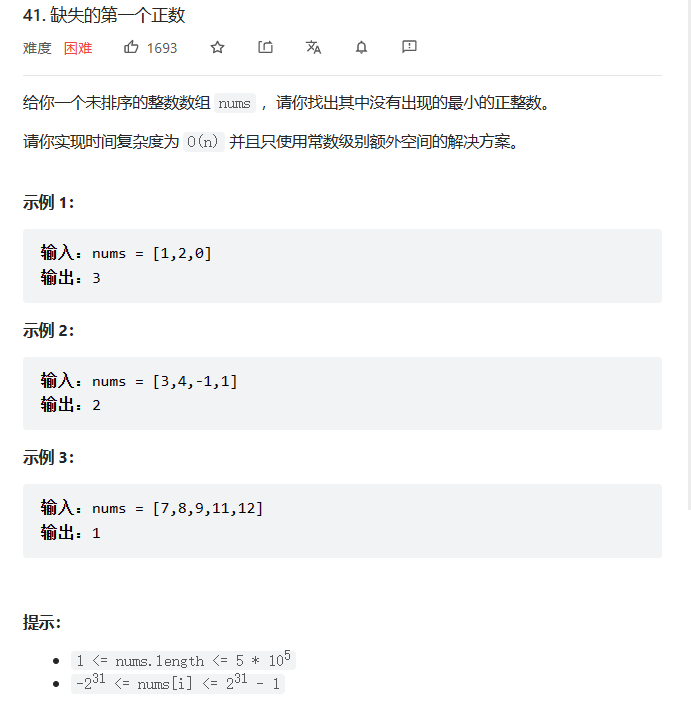 41. 缺失的第一个正数
难度 困难 1693
给你一个未排序的整数数组 nums ，请你找出其中没有出现的最小的正整数。
请你实现时间复杂度为 O(n) 并且只使用常数级别额外空间的解决方案。
示例 1：
输入：nums = [1,2,0]
输出：3
示例 2：
输入：nums = [3,4,-1,1]
输出：2
示例 3：
输入：nums = [7,8,9,11,12]
输出：1
提示：
• 1 <= nums.length <= 5 * 10⁵
• -2³¹ <= nums[i] <= 2³¹ - 1